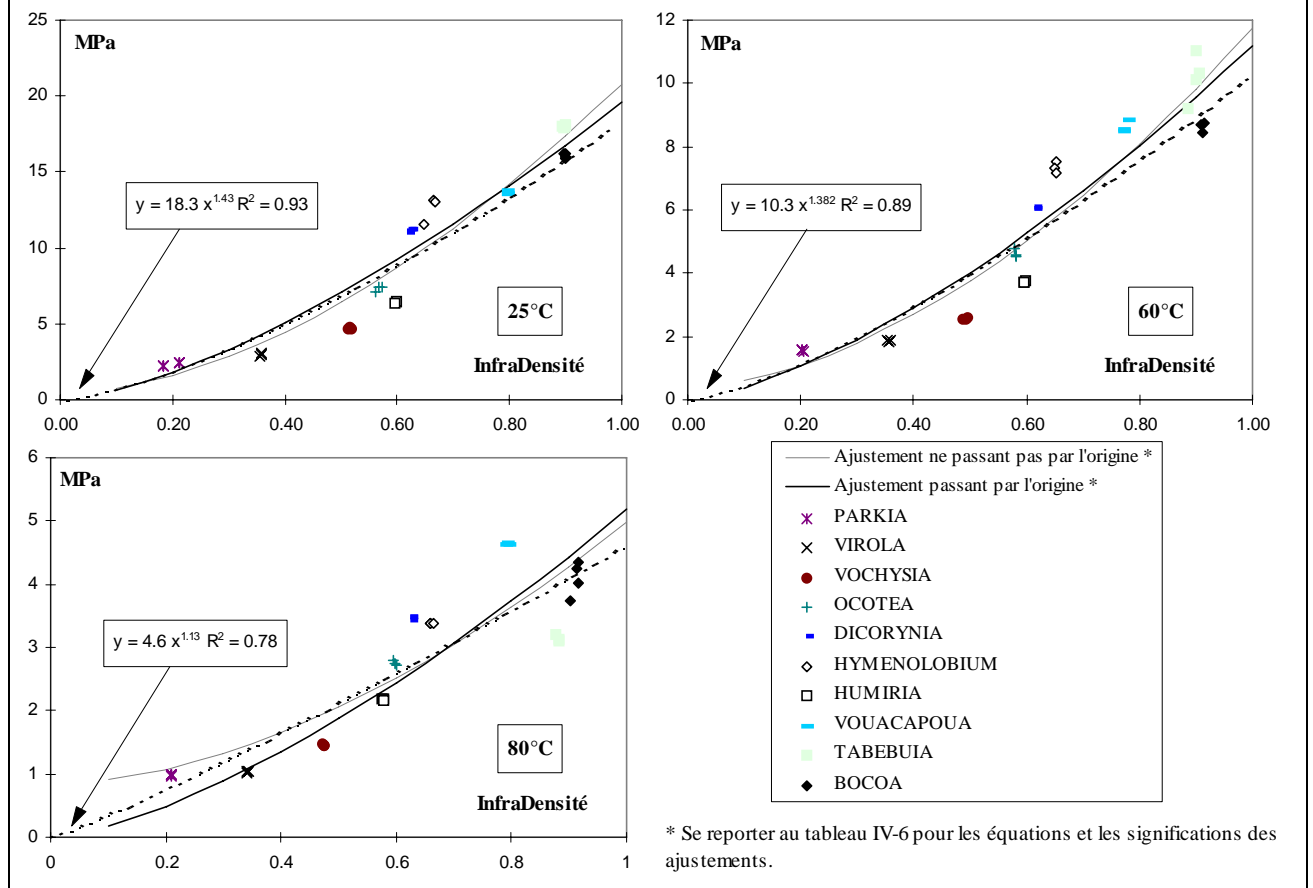 25
20
15
10
5
0
MPa
y = 18.3 x^1.43 R² = 0.93
25°C
InfraDensité
0.00 0.20 0.40 0.60 0.80 1.00
12
10
8
6
4
2
0
MPa
y = 10.3 x^1.382 R² = 0.89
60°C
InfraDensité
0.00 0.20 0.40 0.60 0.80 1.00
6
5
4
3
2
1
0
MPa
y = 4.6 x^1.13 R² = 0.78
80°C
InfraDensité
0 0.2 0.4 0.6 0.8 1
Ajustement ne passant pas par l'origine *
Ajustement passant par l'origine *
PARKIA
VIROLA
VOCHYSIA
OCOTEA
DICORYNIA
HYMENOLOBIUM
HUMIRIA
VOUACAPOUA
TABEBUIA
BOCOA
* Se reporter au tableau IV-6 pour les équations et les significations des
ajustements.